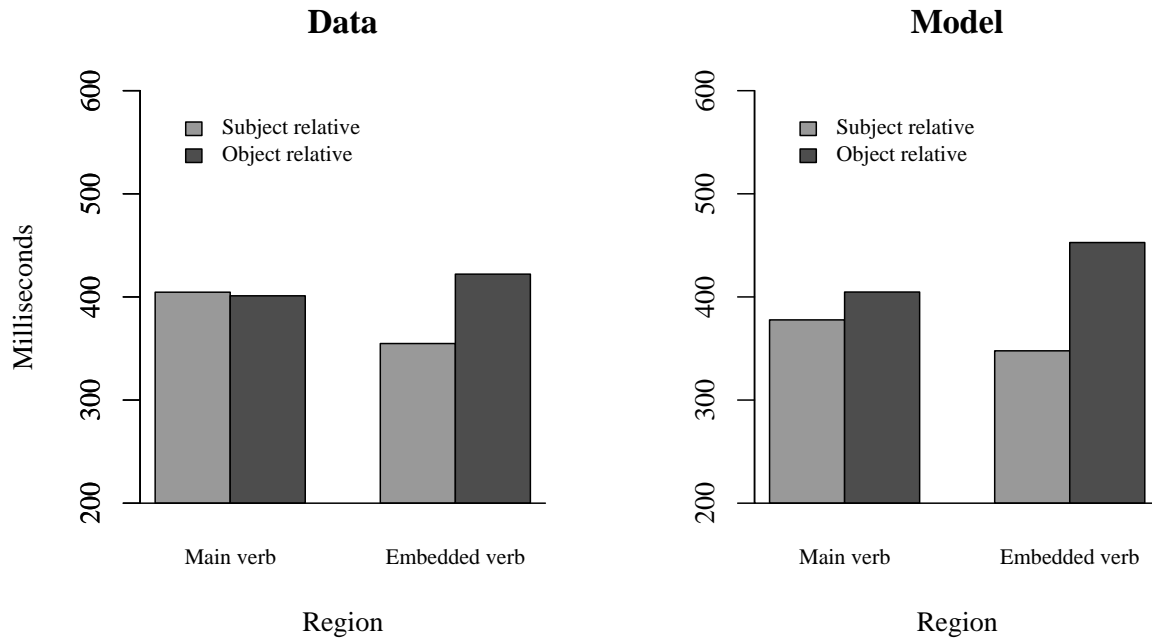 Data
600
500
400
300
200
Milliseconds
Subject relative
Object relative
Main verb
Embedded verb
Region
Model
600
500
400
300
200
Subject relative
Object relative
Main verb
Embedded verb
Region